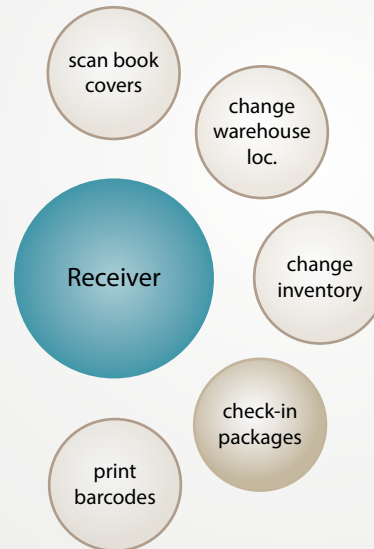 scan book
covers
change
warehouse
loc.
Receiver
change
inventory
check-in
packages
print
barcodes